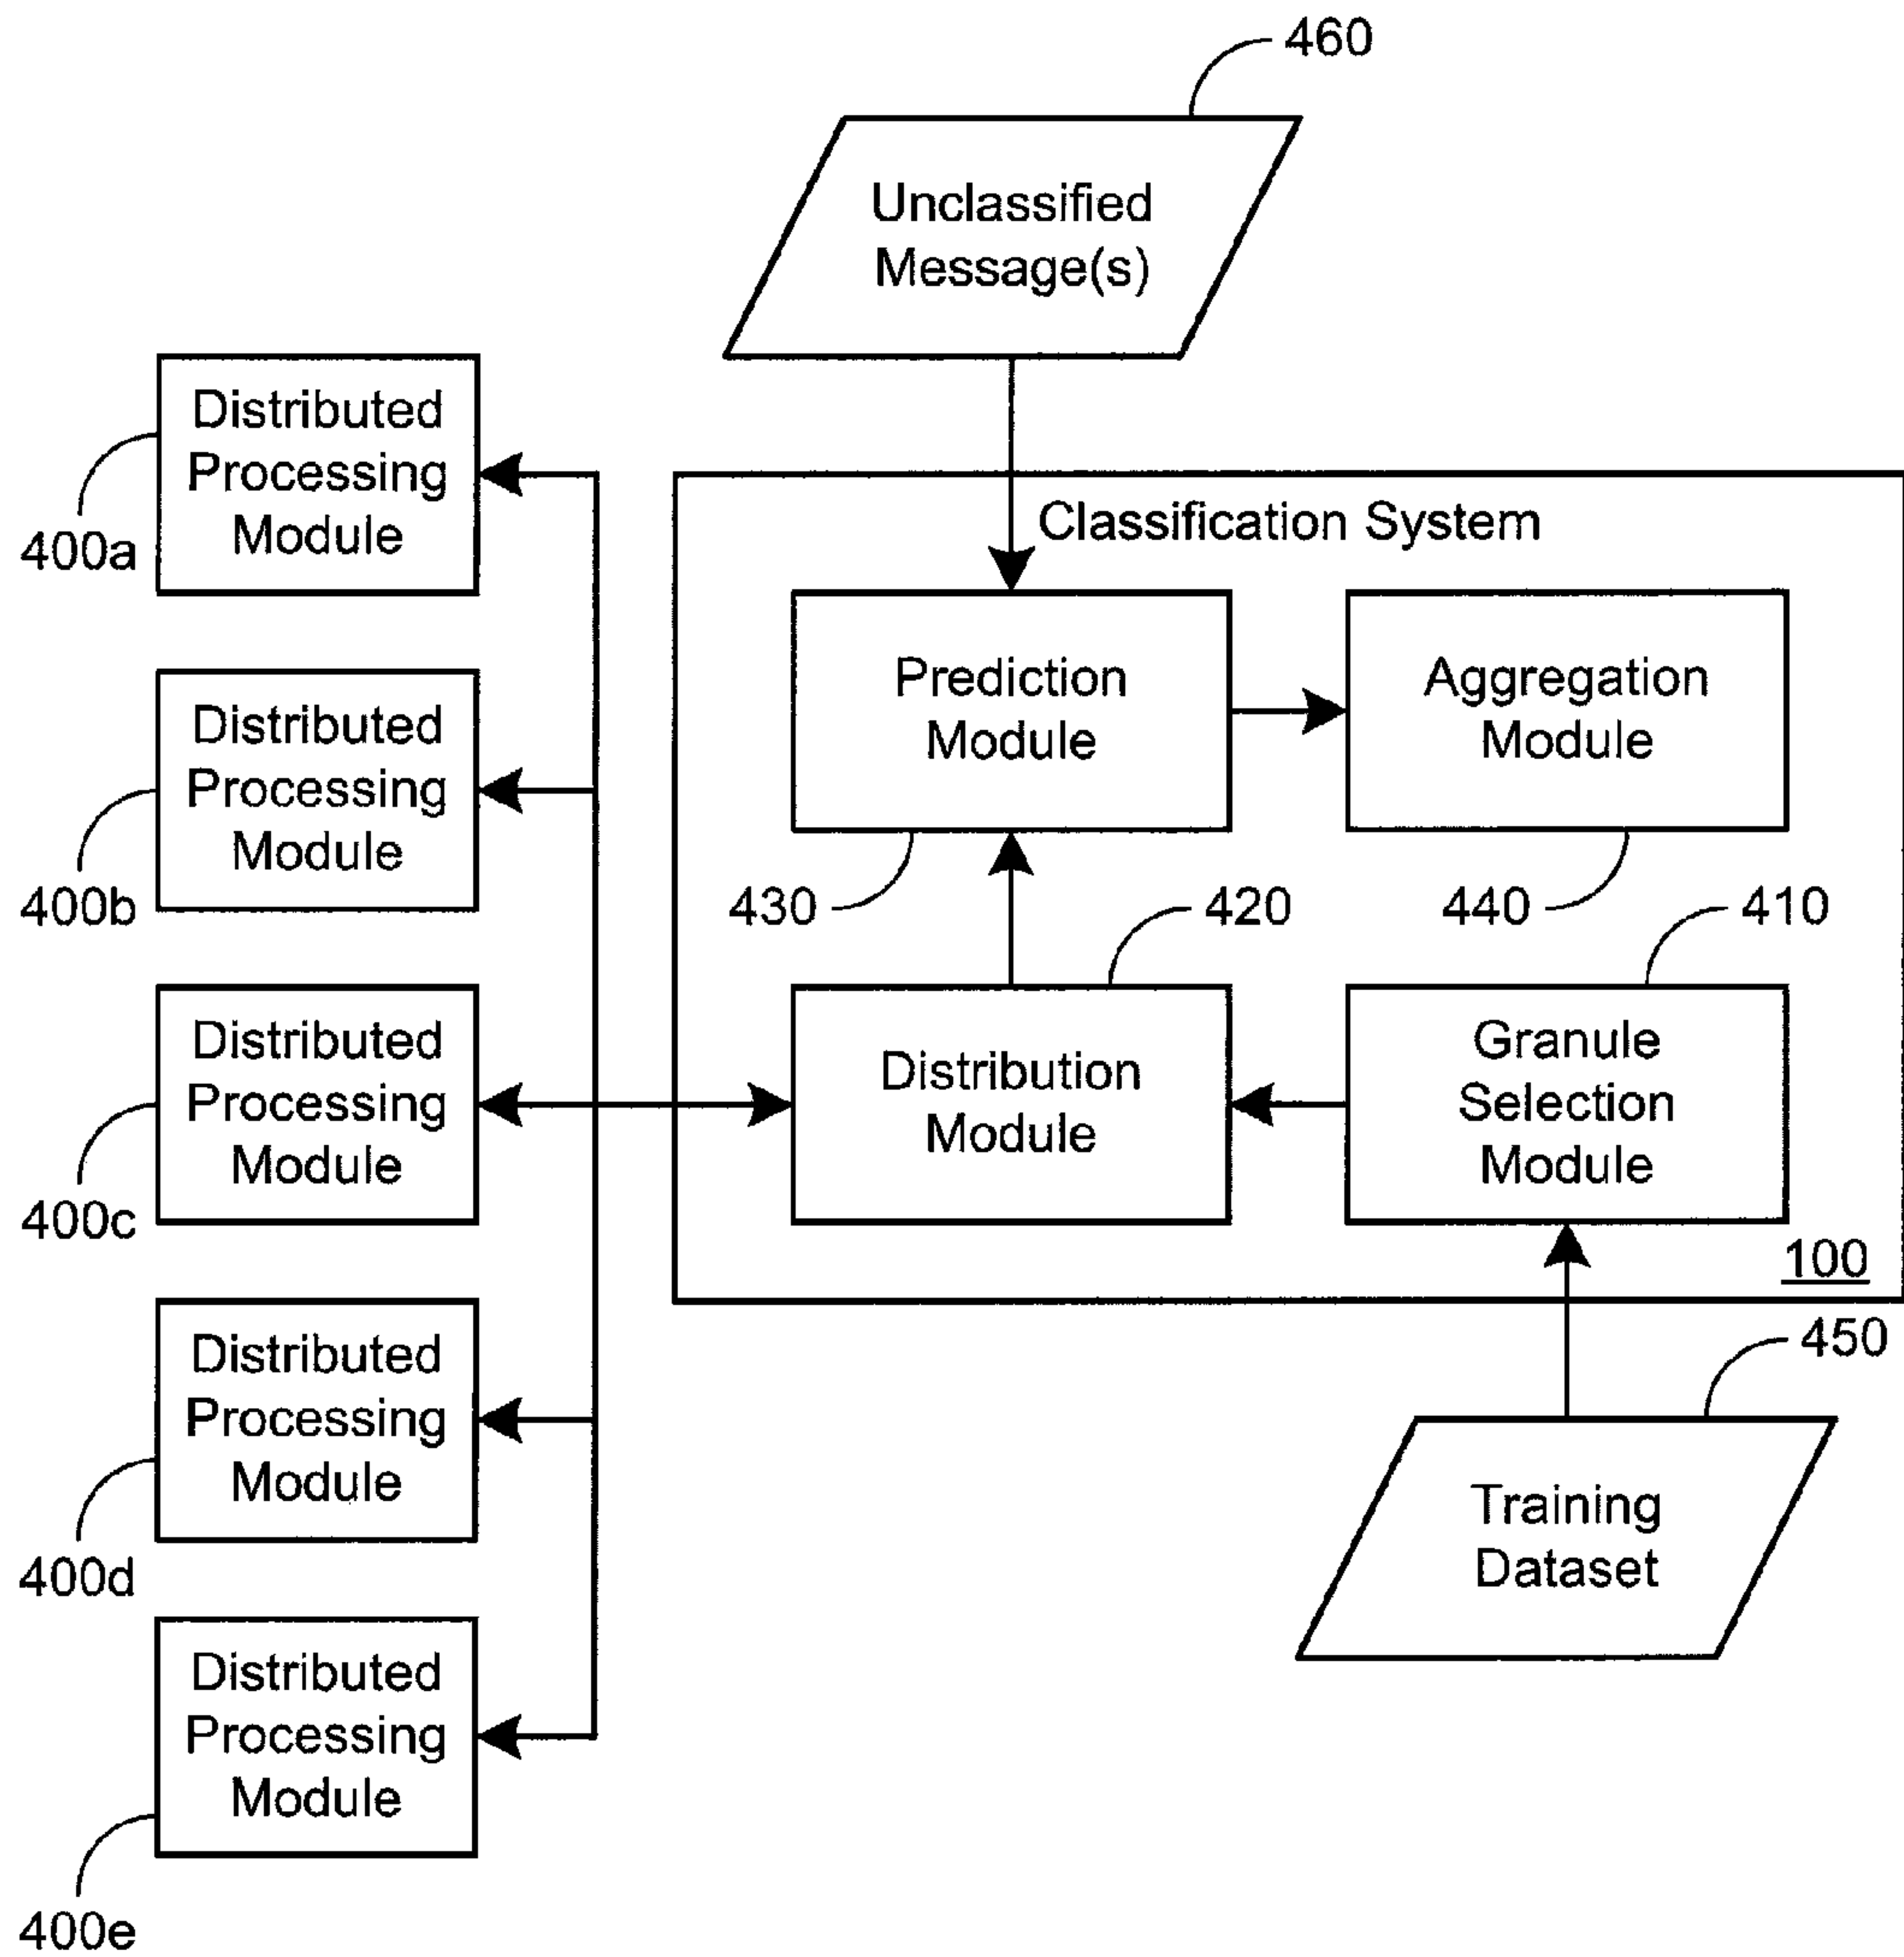 460
Unclassified
Message(s)
Distributed
Processing
Module
400a
Classification System
Prediction
Module
Aggregation
Module
Distributed
Processing
Module
400b
430
420
440
410
Distributed
Processing
Module
400c
Distribution
Module
Granule
Selection
Module
100
450
Distributed
Processing
Module
400d
Training
Dataset
Distributed
Processing
Module
400e